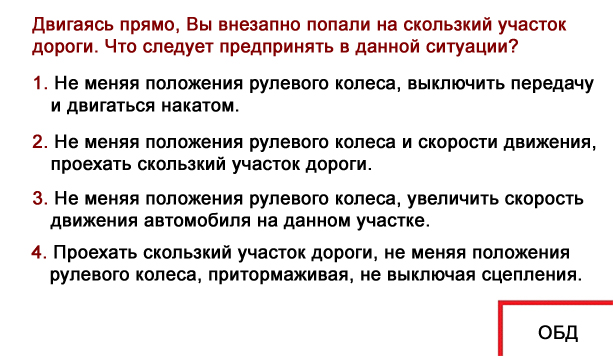 Двигаясь прямо, Вы внезапно попали на скользкий участок
дороги. Что следует предпринять в данной ситуации?
1. Не меняя положения рулевого колеса, выключить передачу
и двигаться накатом.
2. Не меняя положения рулевого колеса и скорости движения,
проехать скользкий участок дороги.
3. Не меняя положения рулевого колеса, увеличить скорость
движения автомобиля на данном участке.
4. Проехать скользкий участок дороги, не меняя положения
рулевого колеса, притормаживая, не выключая сцепления.
ОБД